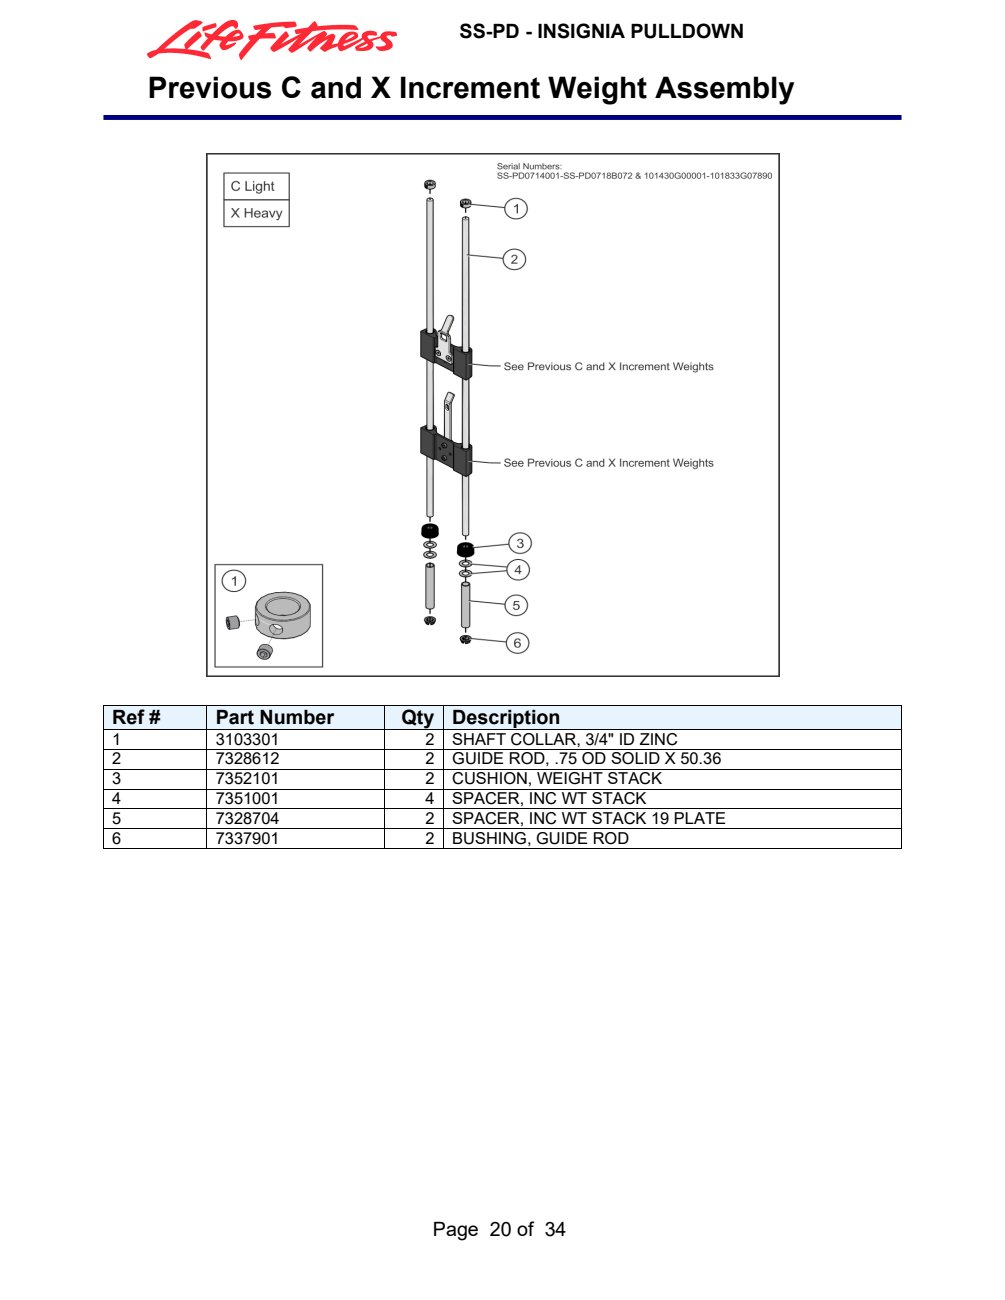 Life Fitness
SS-PD - INSIGNIA PULLDOWN
Previous C and X Increment Weight Assembly
Serial Numbers:
SS-PD0714001-SS-PD0718B072 & 101430G00001-101833G07890
C Light
X Heavy
1
2
See Previous C and X Increment Weights
See Previous C and X Increment Weights
3
4
5
6
1
Ref # Part Number Qty Description
1 3103301 2 SHAFT COLLAR, 3/4" ID ZINC
2 7328612 2 GUIDE ROD, .75 OD SOLID X 50.36
3 7352101 2 CUSHION, WEIGHT STACK
4 7351001 4 SPACER, INC WT STACK
5 7328704 2 SPACER, INC WT STACK 19 PLATE
6 7337901 2 BUSHING, GUIDE ROD
Page 20 of 34